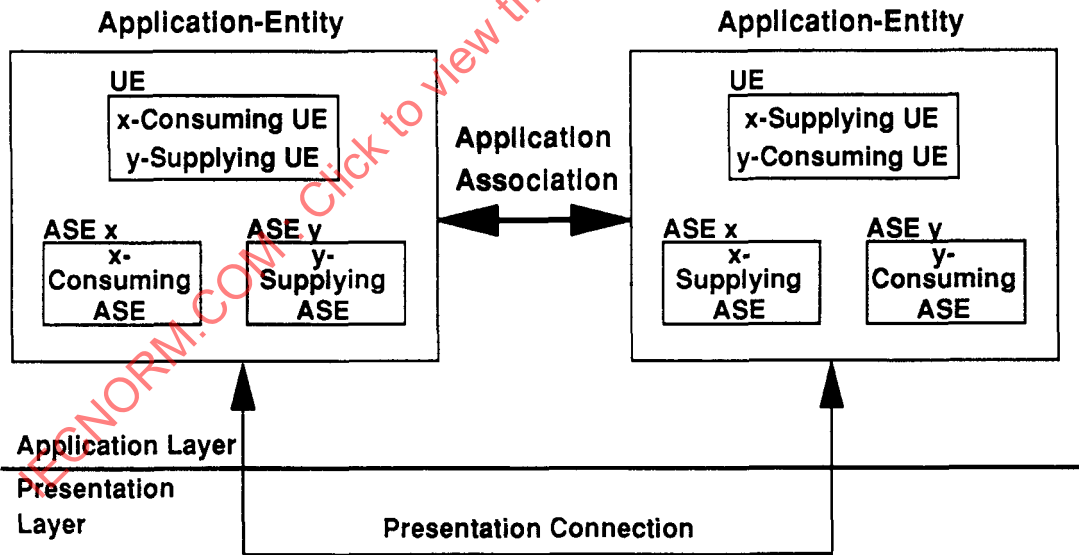 Application-Entity
Application-Entity
UE
x-Consuming UE
y-Supplying UE
UE
x-Supplying UE
y-Consuming UE
Application
Association
ASE x
x-
Consuming
ASE
ASE y
y-
Supplying
ASE
ASE x
x-
Supplying
ASE
ASE y
y-
Consuming
ASE
Application Layer
Presentation
Layer
Presentation Connection
IECNORM.COM : Click to view th